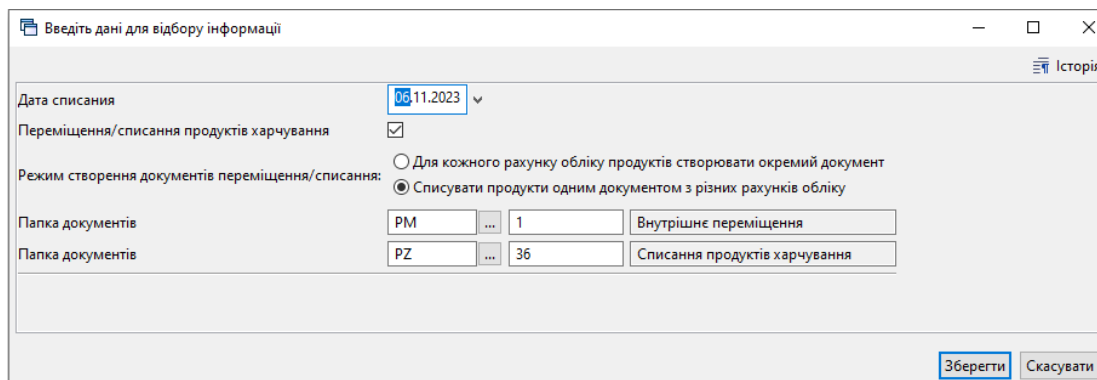 Введіть дані для відбору інформації
Історія
Дата списания 06.11.2023
Переміщення/списання продуктів харчування
Режим створення документів переміщення/списання:
Для кожного рахунку обліку продуктів створювати окремий документ
Списувати продукти одним документом з різних рахунків обліку
Папка документів PM ... 1 Внутрішнє переміщення
Папка документів PZ ... 36 Списання продуктів харчування
Зберегти Скасувати